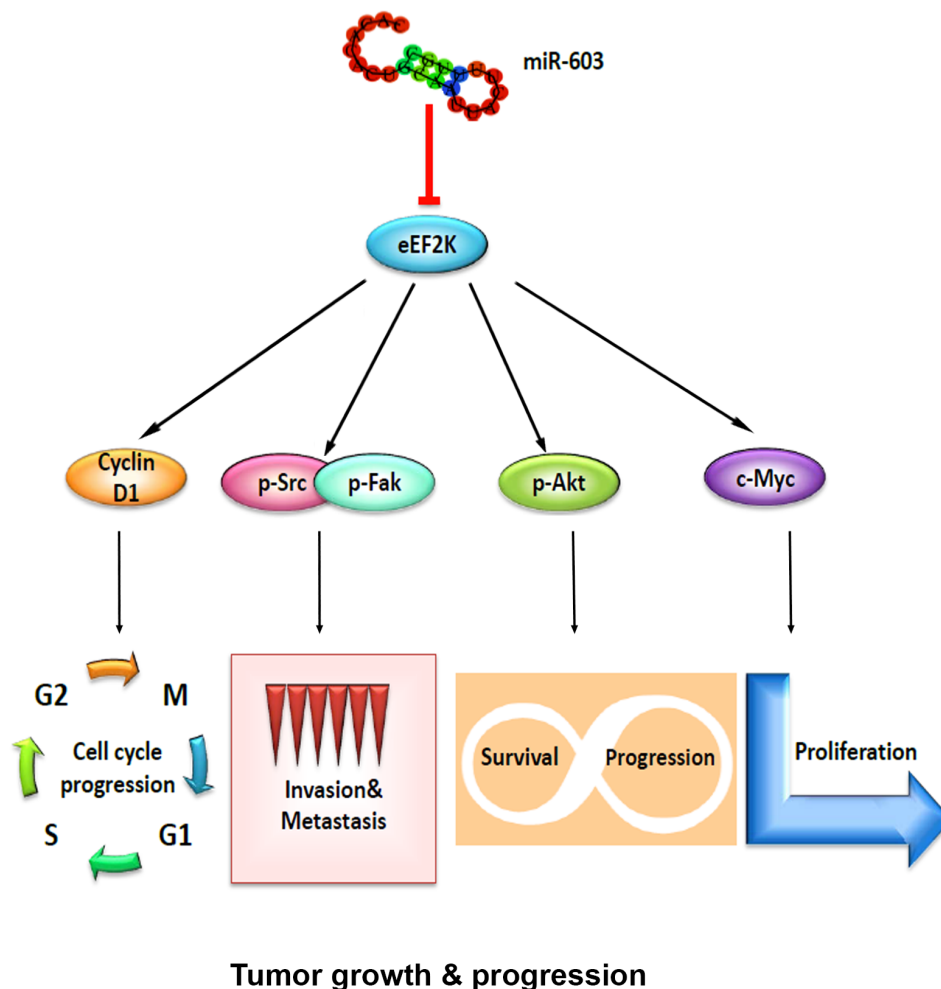 miR-603
eEF2K
Cyclin
D1
p-Src
p-Fak
p-Akt
c-Myc
G2
M
Cell cycle
progression
S
G1
Invasion&
Metastasis
Survival
Progression
Proliferation
Tumor growth & progression